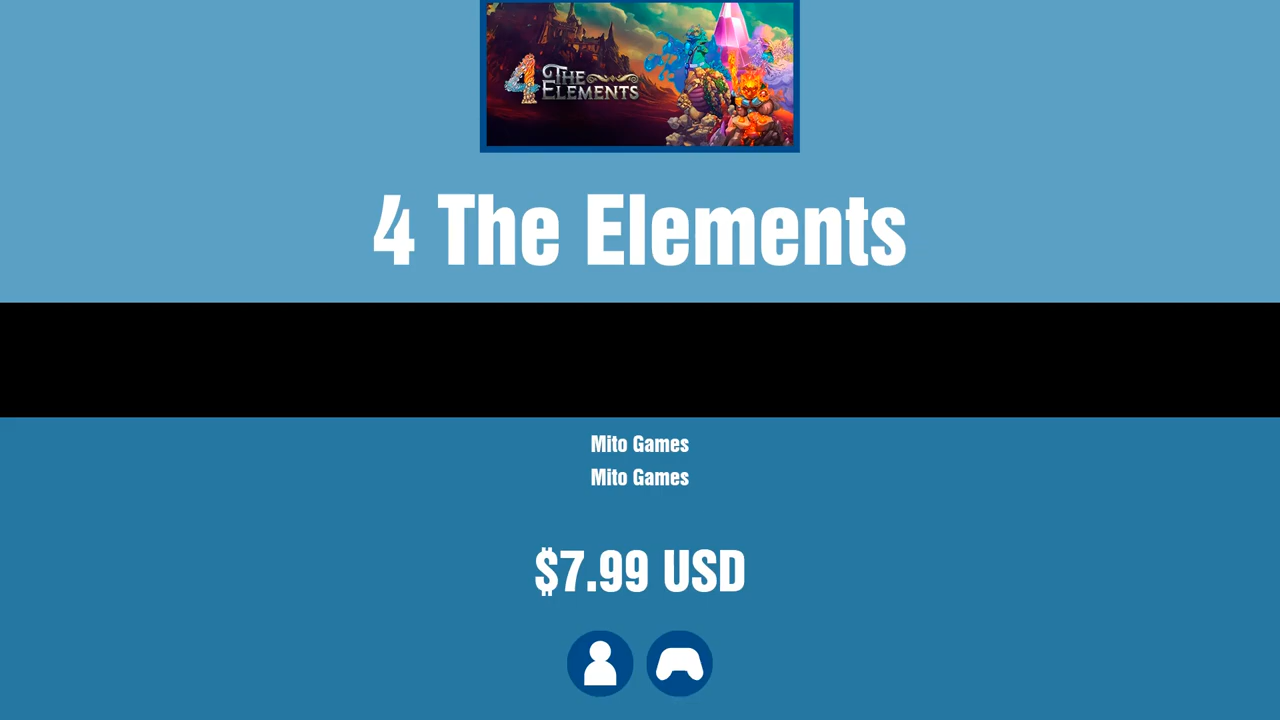 4 The
Elements
4 The Elements
Mito Games
Mito Games
$7.99 USD